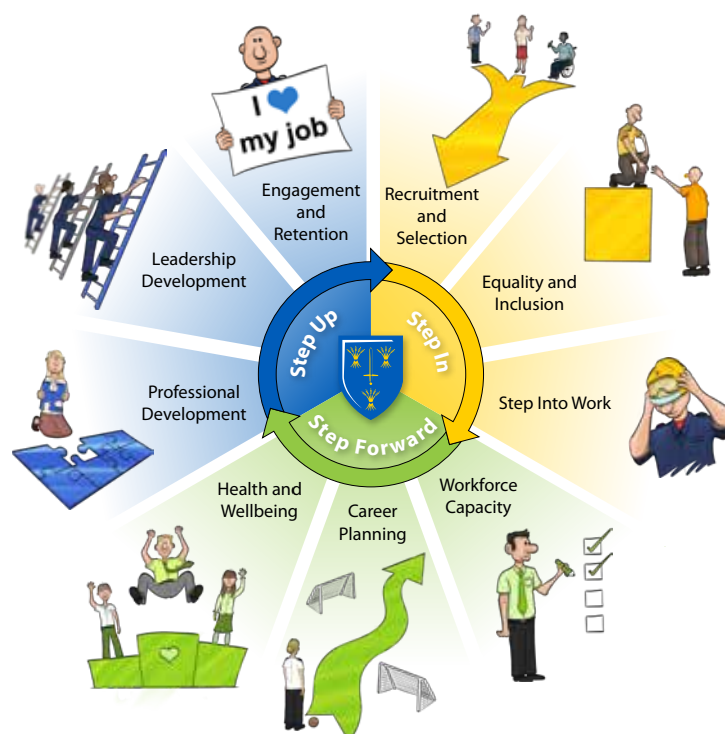 I
my job
Engagement
and
Retention
Recruitment
and
Selection
Equality and
Inclusion
Step Into Work
Workforce
Capacity
Career
Planning
Health and
Wellbeing
Professional
Development
Leadership
Development
Step Up
Step In
Step Forward